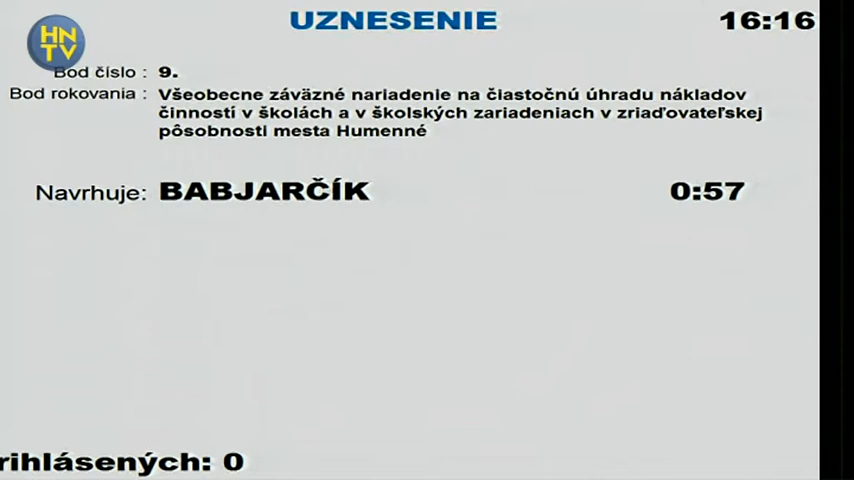 HN
TV
UZNESENIE 16:16
Bod číslo : 9.
Bod rokovania : Všeobecne záväzné nariadenie na čiastočnú úhradu nákladov
činností v školách a v školských zariadeniach v zriaďovateľskej
pôsobnosti mesta Humenné
Navrhuje: BABJARČÍK 0:57
rihlásených: 0